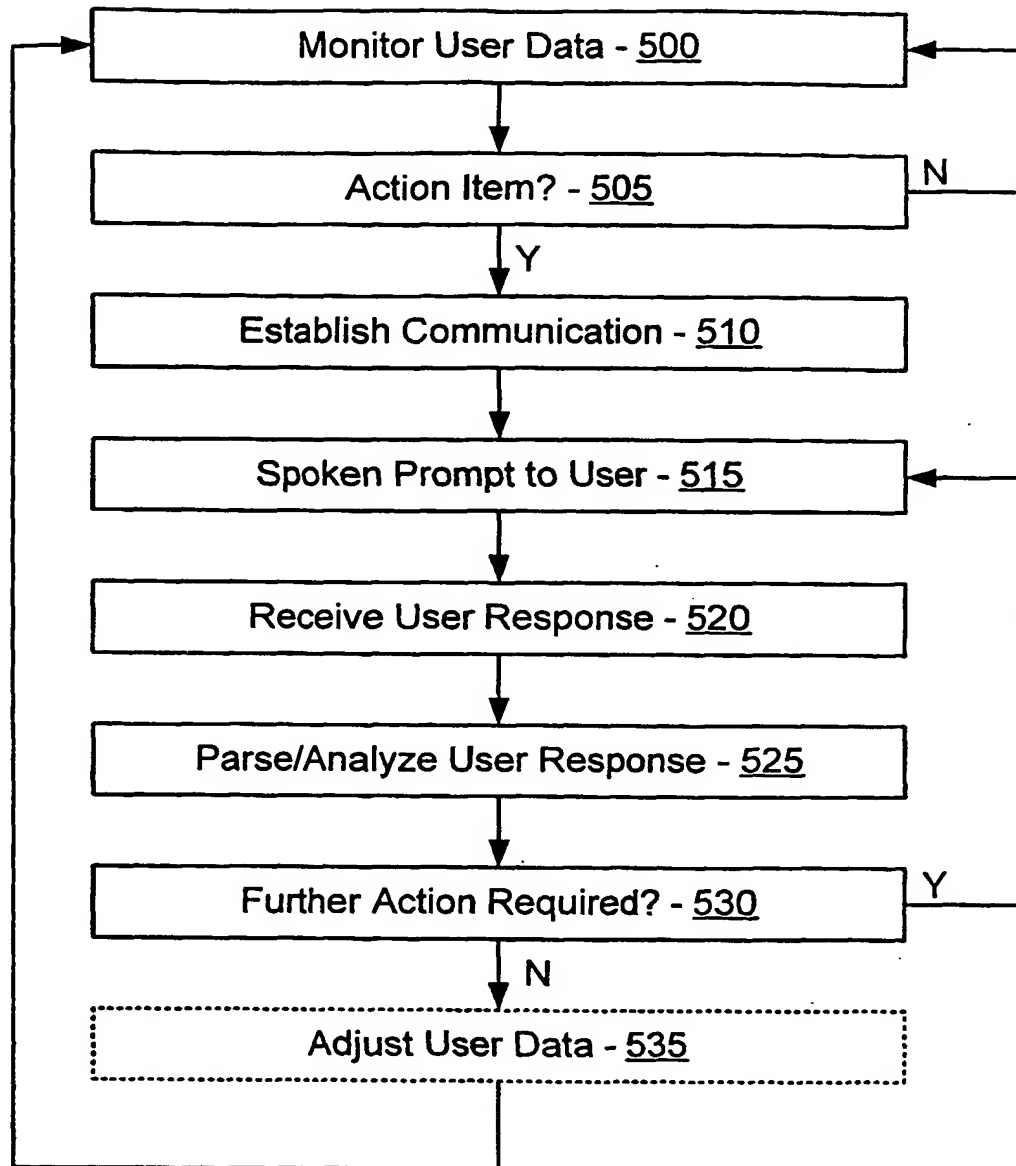 Monitor User Data - 500
Action Item? - 505
N
Y
Establish Communication - 510
Spoken Prompt to User - 515
Receive User Response - 520
Parse/Analyze User Response - 525
Further Action Required? - 530
Y
N
Adjust User Data - 535